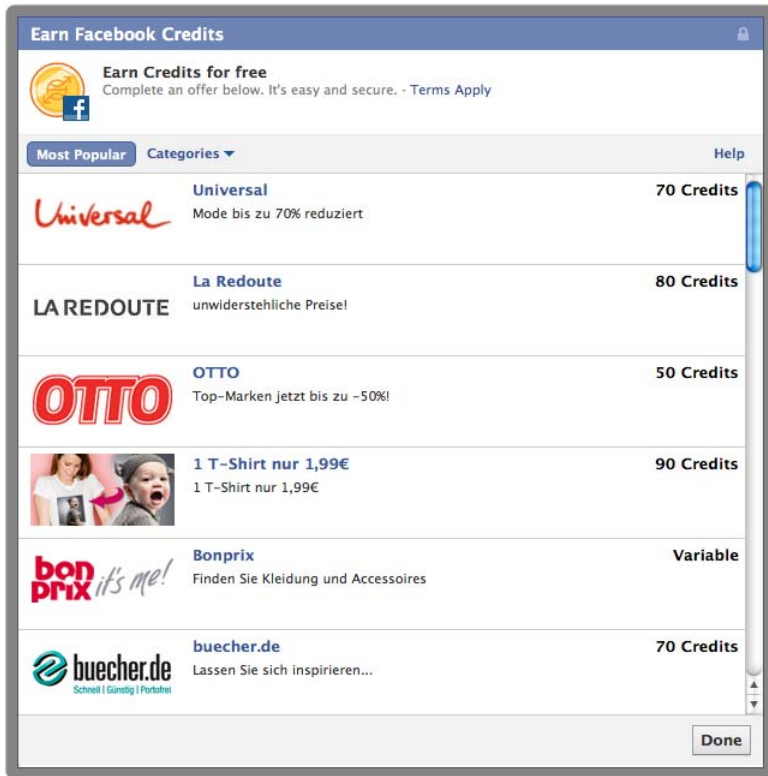 Earn Facebook Credits
Earn Credits for free
Complete an offer below. It's easy and secure. · Terms Apply
Most Popular Categories Help
Universal
Universal 70 Credits
Mode bis zu 70% reduziert
LA REDOUTE
La Redoute 80 Credits
unwiderstehliche Preise!
OTTO
OTTO 50 Credits
Top-Marken jetzt bis zu -50%!
1 T-Shirt nur 1,99€ 90 Credits
1 T-Shirt nur 1,99€
bon prix it's me!
Bonprix Variable
Finden Sie Kleidung und Accessoires
buecher.de
Schnell | Günstig | Portofrei
buecher.de 70 Credits
Lassen Sie sich inspirieren...
Done